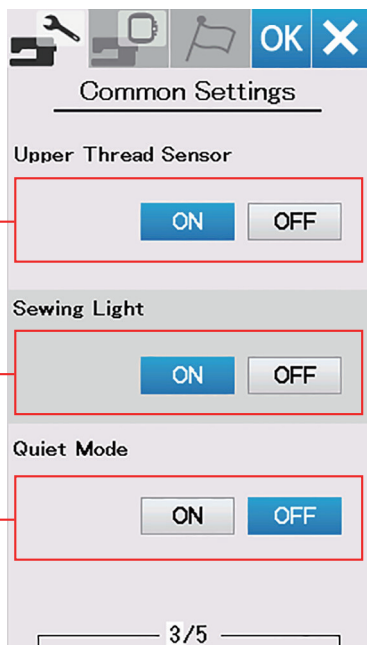 OK
Common Settings
Upper Thread Sensor
ON OFF
Sewing Light
ON OFF
Quiet Mode
ON OFF
3/5